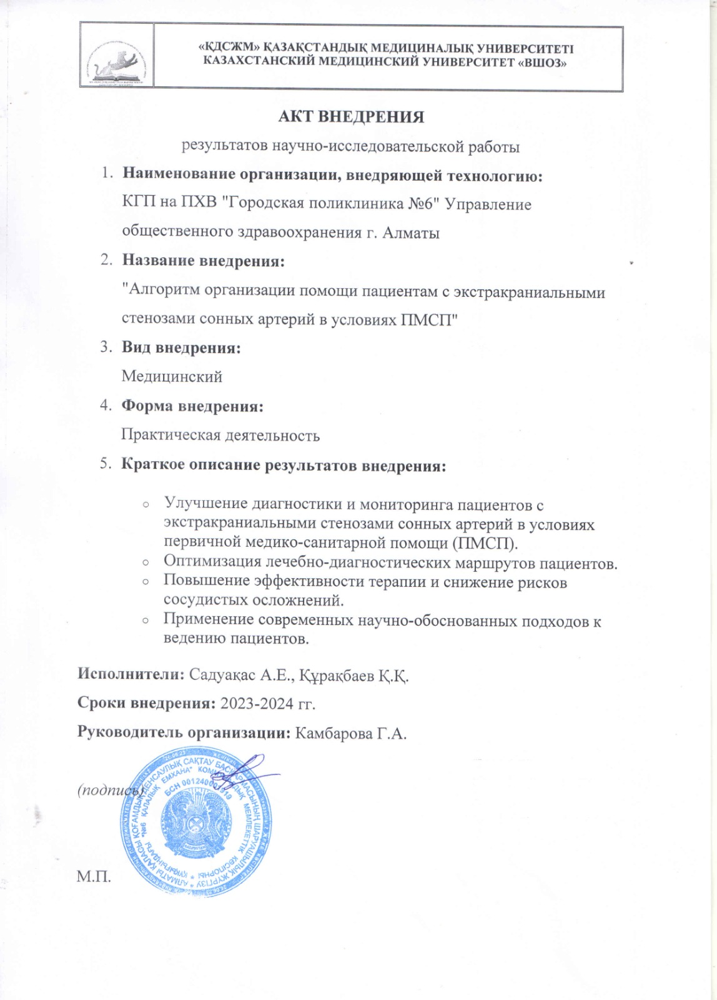 «ҚДСЖМ» ҚАЗАҚСТАНДЫҚ МЕДИЦИНАЛЫҚ УНИВЕРСИТЕТІ
КАЗАХСТАНСКИЙ МЕДИЦИНСКИЙ УНИВЕРСИТЕТ «ВШОЗ»
АКТ ВНЕДРЕНИЯ
результатов научно-исследовательской работы
1. Наименование организации, внедряющей технологию:
КГП на ПХВ "Городская поликлиника №6" Управление
общественного здравоохранения г. Алматы
2. Название внедрения:
"Алгоритм организации помощи пациентам с экстракраниальными
стенозами сонных артерий в условиях ПМСП"
3. Вид внедрения:
Медицинский
4. Форма внедрения:
Практическая деятельность
5. Краткое описание результатов внедрения:
o Улучшение диагностики и мониторинга пациентов с
экстракраниальными стенозами сонных артерий в условиях
первичной медико-санитарной помощи (ПМСП).
o Оптимизация лечебно-диагностических маршрутов пациентов.
o Повышение эффективности терапии и снижение рисков
сосудистых осложнений.
o Применение современных научно-обоснованных подходов к
ведению пациентов.
Исполнители: Садуақас А.Е., Құрақбаев Қ.Қ.
Сроки внедрения: 2023-2024 гг.
Руководитель организации: Камбарова Г.А.
(подпись)
АЛМАТЫ ҚАЛАСЫ ҚОҒАМДЫҚ ДЕНСАУЛЫҚ САҚТАУ БАСҚАРМАСЫНЫҢ ШАРУАШЫЛЫҚ ЖҮРГІЗУ
ҚҰҚЫҒЫНДАҒЫ "№6 ҚАЛАЛЫҚ ЕМХАНА" КОММУНАЛДЫҚ МЕМЛЕКЕТТІК КӘСІПОРНЫ
БСН
М.П.